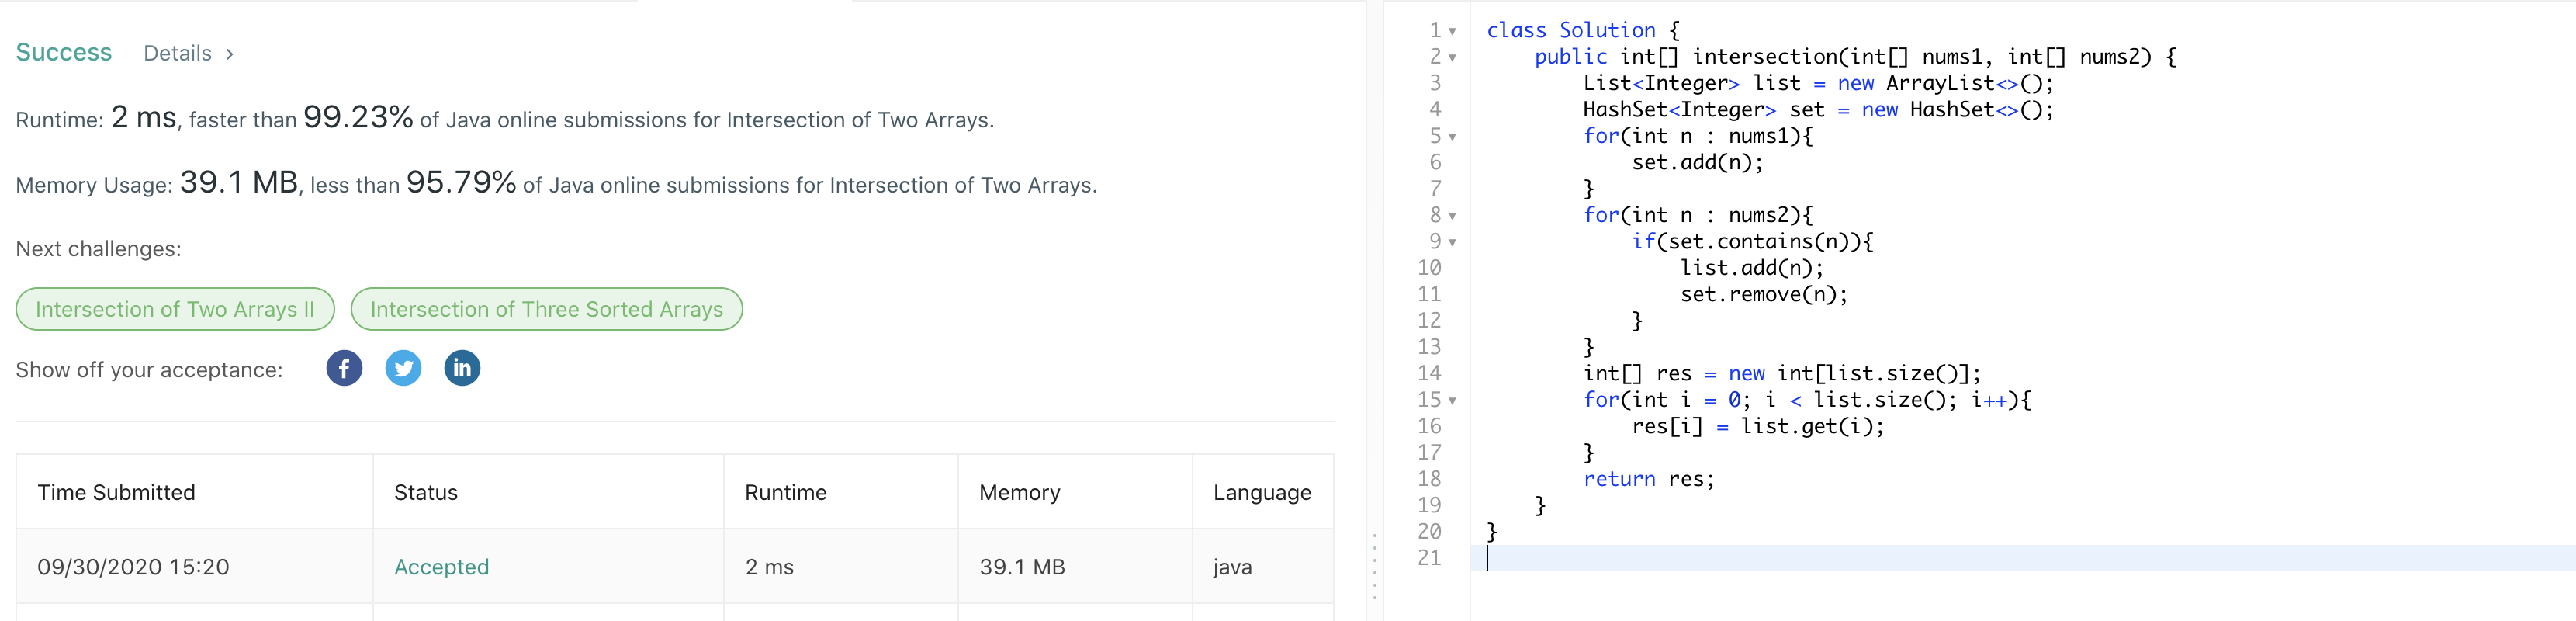 Success Details >
Runtime: 2 ms, faster than 99.23% of Java online submissions for Intersection of Two Arrays.
Memory Usage: 39.1 MB, less than 95.79% of Java online submissions for Intersection of Two Arrays.
Next challenges:
Intersection of Two Arrays II Intersection of Three Sorted Arrays
Show off your acceptance: f in
Time Submitted Status Runtime Memory Language
09/30/2020 15:20 Accepted 2 ms 39.1 MB java
1 class Solution {
2     public int[] intersection(int[] nums1, int[] nums2) {
3         List<Integer> list = new ArrayList<>();
4         HashSet<Integer> set = new HashSet<>();
5         for(int n : nums1){
6             set.add(n);
7         }
8         for(int n : nums2){
9             if(set.contains(n)){
10                 list.add(n);
11                 set.remove(n);
12             }
13         }
14         int[] res = new int[list.size()];
15         for(int i = 0; i < list.size(); i++){
16             res[i] = list.get(i);
17         }
18         return res;
19     }
20 }
21